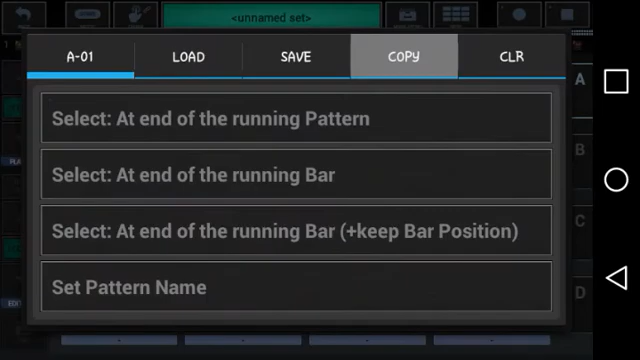 <unnamed set>
A-01
LOAD
SAVE
COPY
CLR
Select: At end of the running Pattern
Select: At end of the running Bar
Select: At end of the running Bar (+keep Bar Position)
Set Pattern Name
A
B
C
D